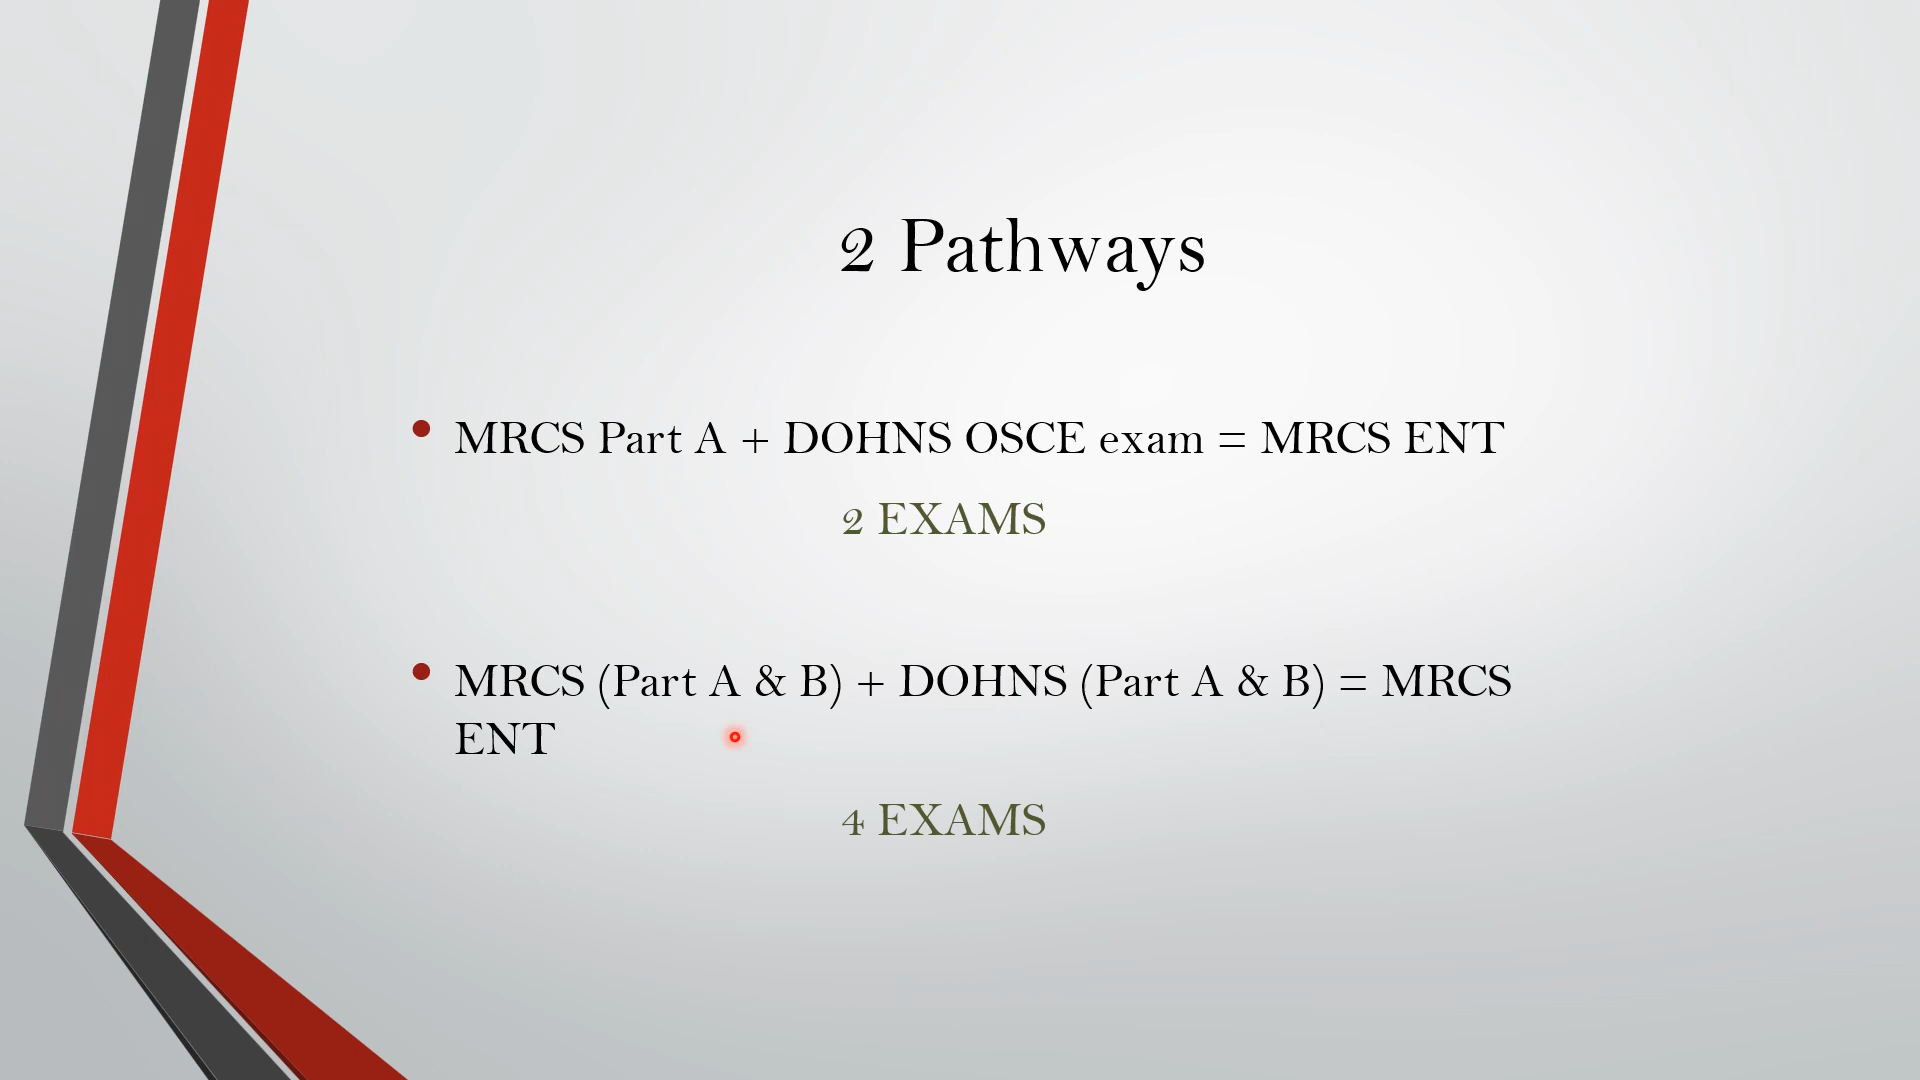 2 Pathways
• MRCS Part A + DOHNS OSCE exam = MRCS ENT
2 EXAMS
• MRCS (Part A & B) + DOHNS (Part A & B) = MRCS
ENT
4 EXAMS